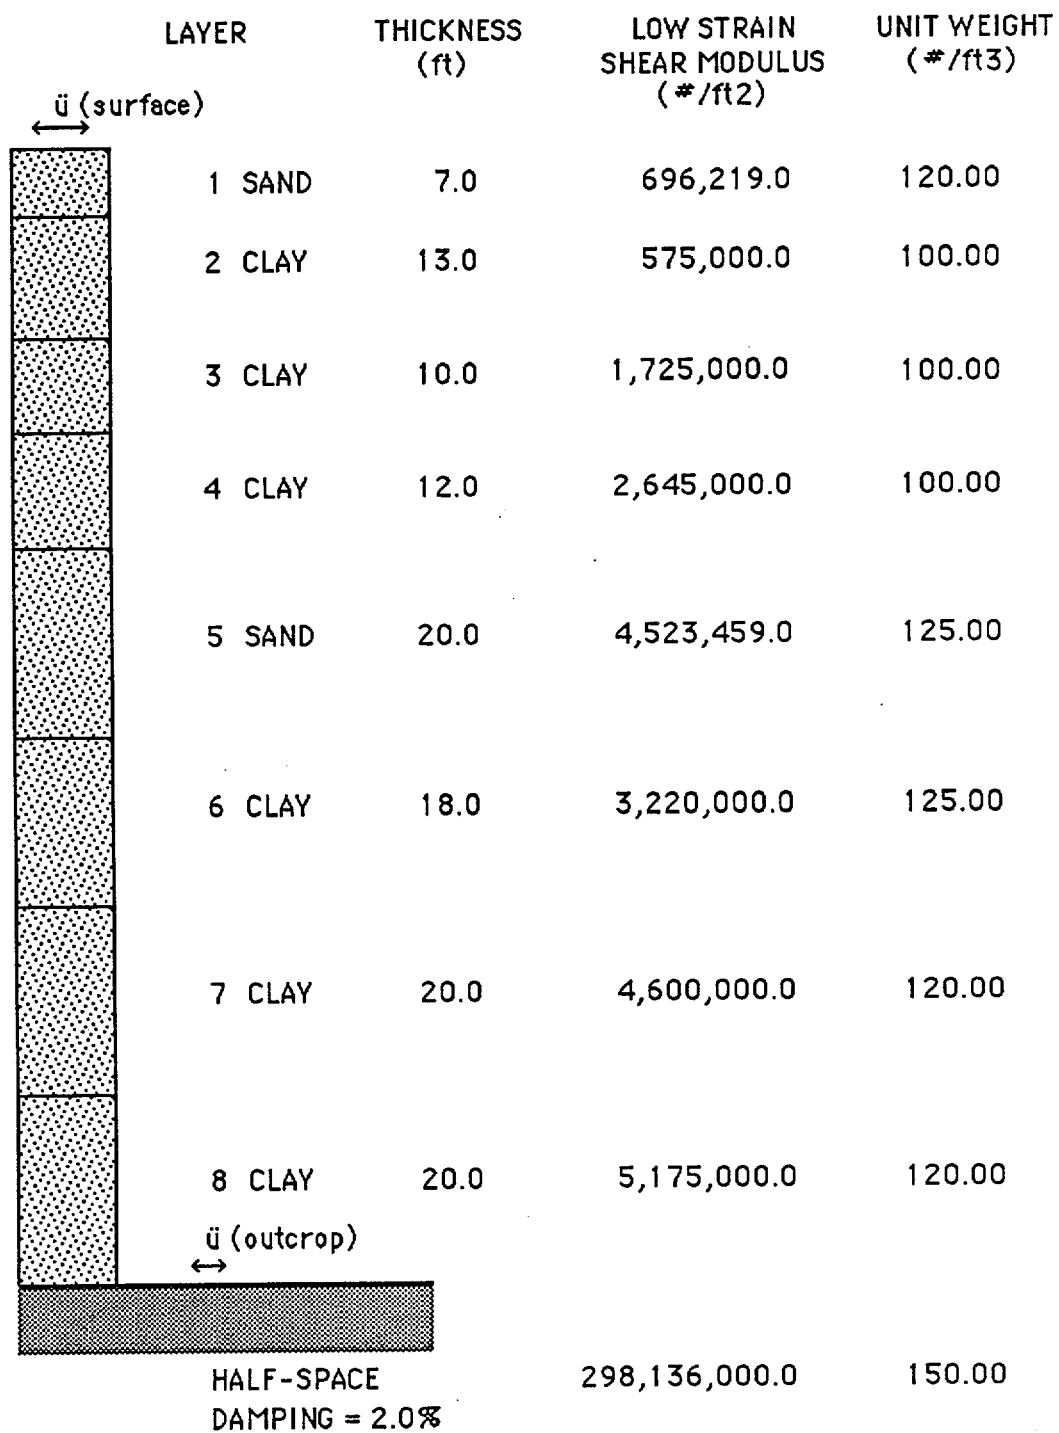 LAYER THICKNESS LOW STRAIN UNIT WEIGHT
(ft) SHEAR MODULUS (#/ft3)
(#/ft2)
ü (surface)
1 SAND 7.0 696,219.0 120.00
2 CLAY 13.0 575,000.0 100.00
3 CLAY 10.0 1,725,000.0 100.00
4 CLAY 12.0 2,645,000.0 100.00
5 SAND 20.0 4,523,459.0 125.00
6 CLAY 18.0 3,220,000.0 125.00
7 CLAY 20.0 4,600,000.0 120.00
8 CLAY 20.0 5,175,000.0 120.00
ü (outcrop)
HALF-SPACE 298,136,000.0 150.00
DAMPING = 2.0%